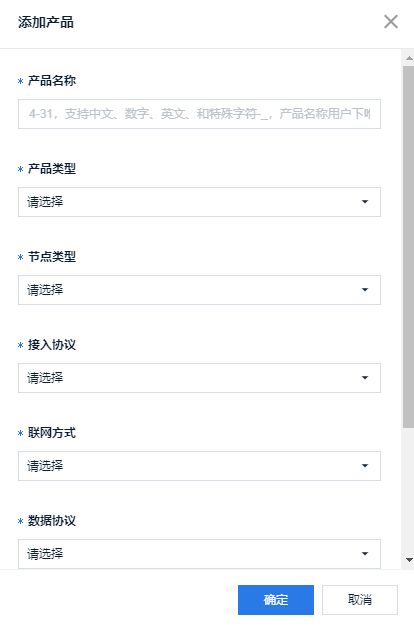 添加产品
* 产品名称
4-31，支持中文、数字、英文、和特殊字符-_，产品名称用户下
* 产品类型
请选择
* 节点类型
请选择
* 接入协议
请选择
* 联网方式
请选择
* 数据协议
请选择
确定
取消